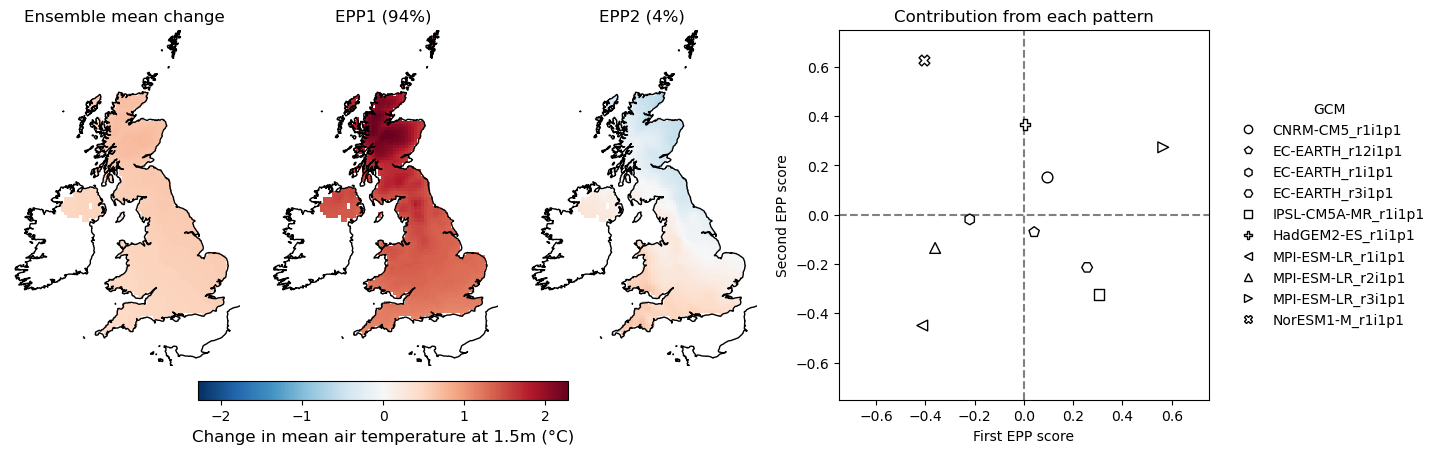 Ensemble mean change
EPP1 (94%)
EPP2 (4%)
−2 −1 0 1 2
Change in mean air temperature at 1.5m (°C)
Contribution from each pattern
Second EPP score
0.6
0.4
0.2
0.0
−0.2
−0.4
−0.6
−0.6 −0.4 −0.2 0.0 0.2 0.4 0.6
First EPP score
GCM
CNRM-CM5_r1i1p1
EC-EARTH_r12i1p1
EC-EARTH_r1i1p1
EC-EARTH_r3i1p1
IPSL-CM5A-MR_r1i1p1
HadGEM2-ES_r1i1p1
MPI-ESM-LR_r1i1p1
MPI-ESM-LR_r2i1p1
MPI-ESM-LR_r3i1p1
NorESM1-M_r1i1p1